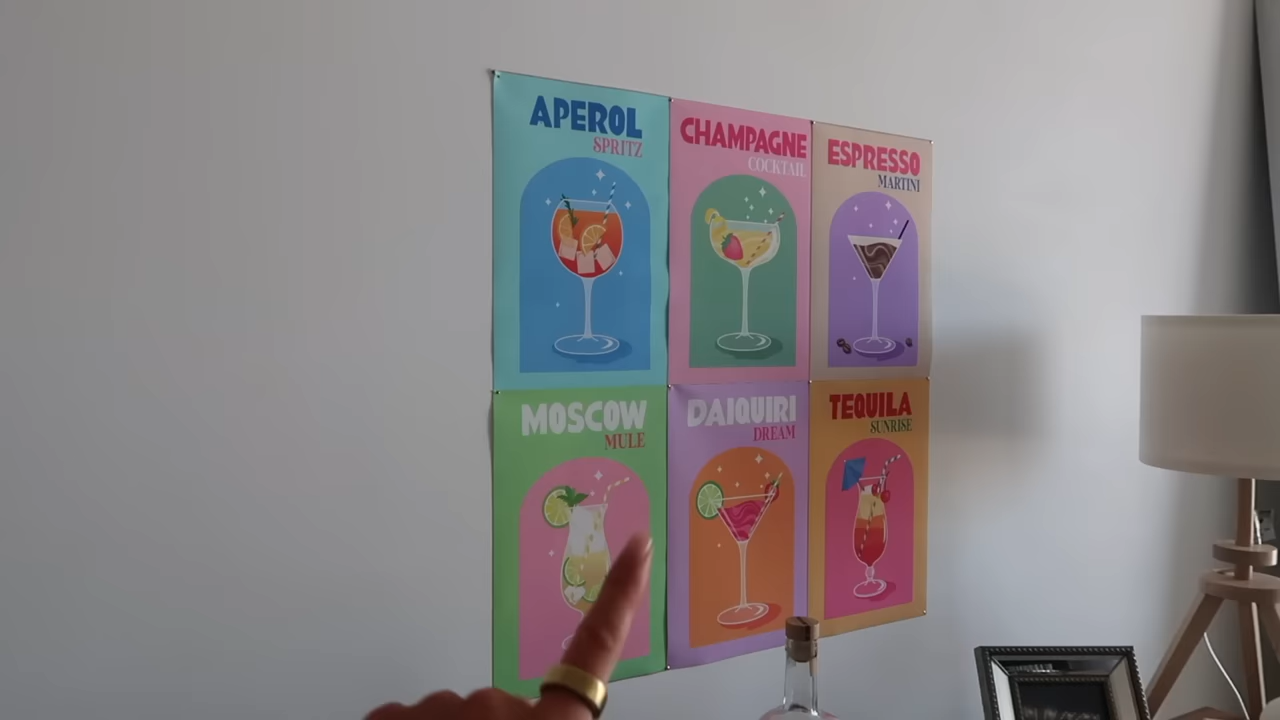 APEROL
SPRITZ
CHAMPAGNE
COCKTAIL
ESPRESSO
MARTINI
MOSCOW
MULE
DAIQUIRI
DREAM
TEQUILA
SUNRISE